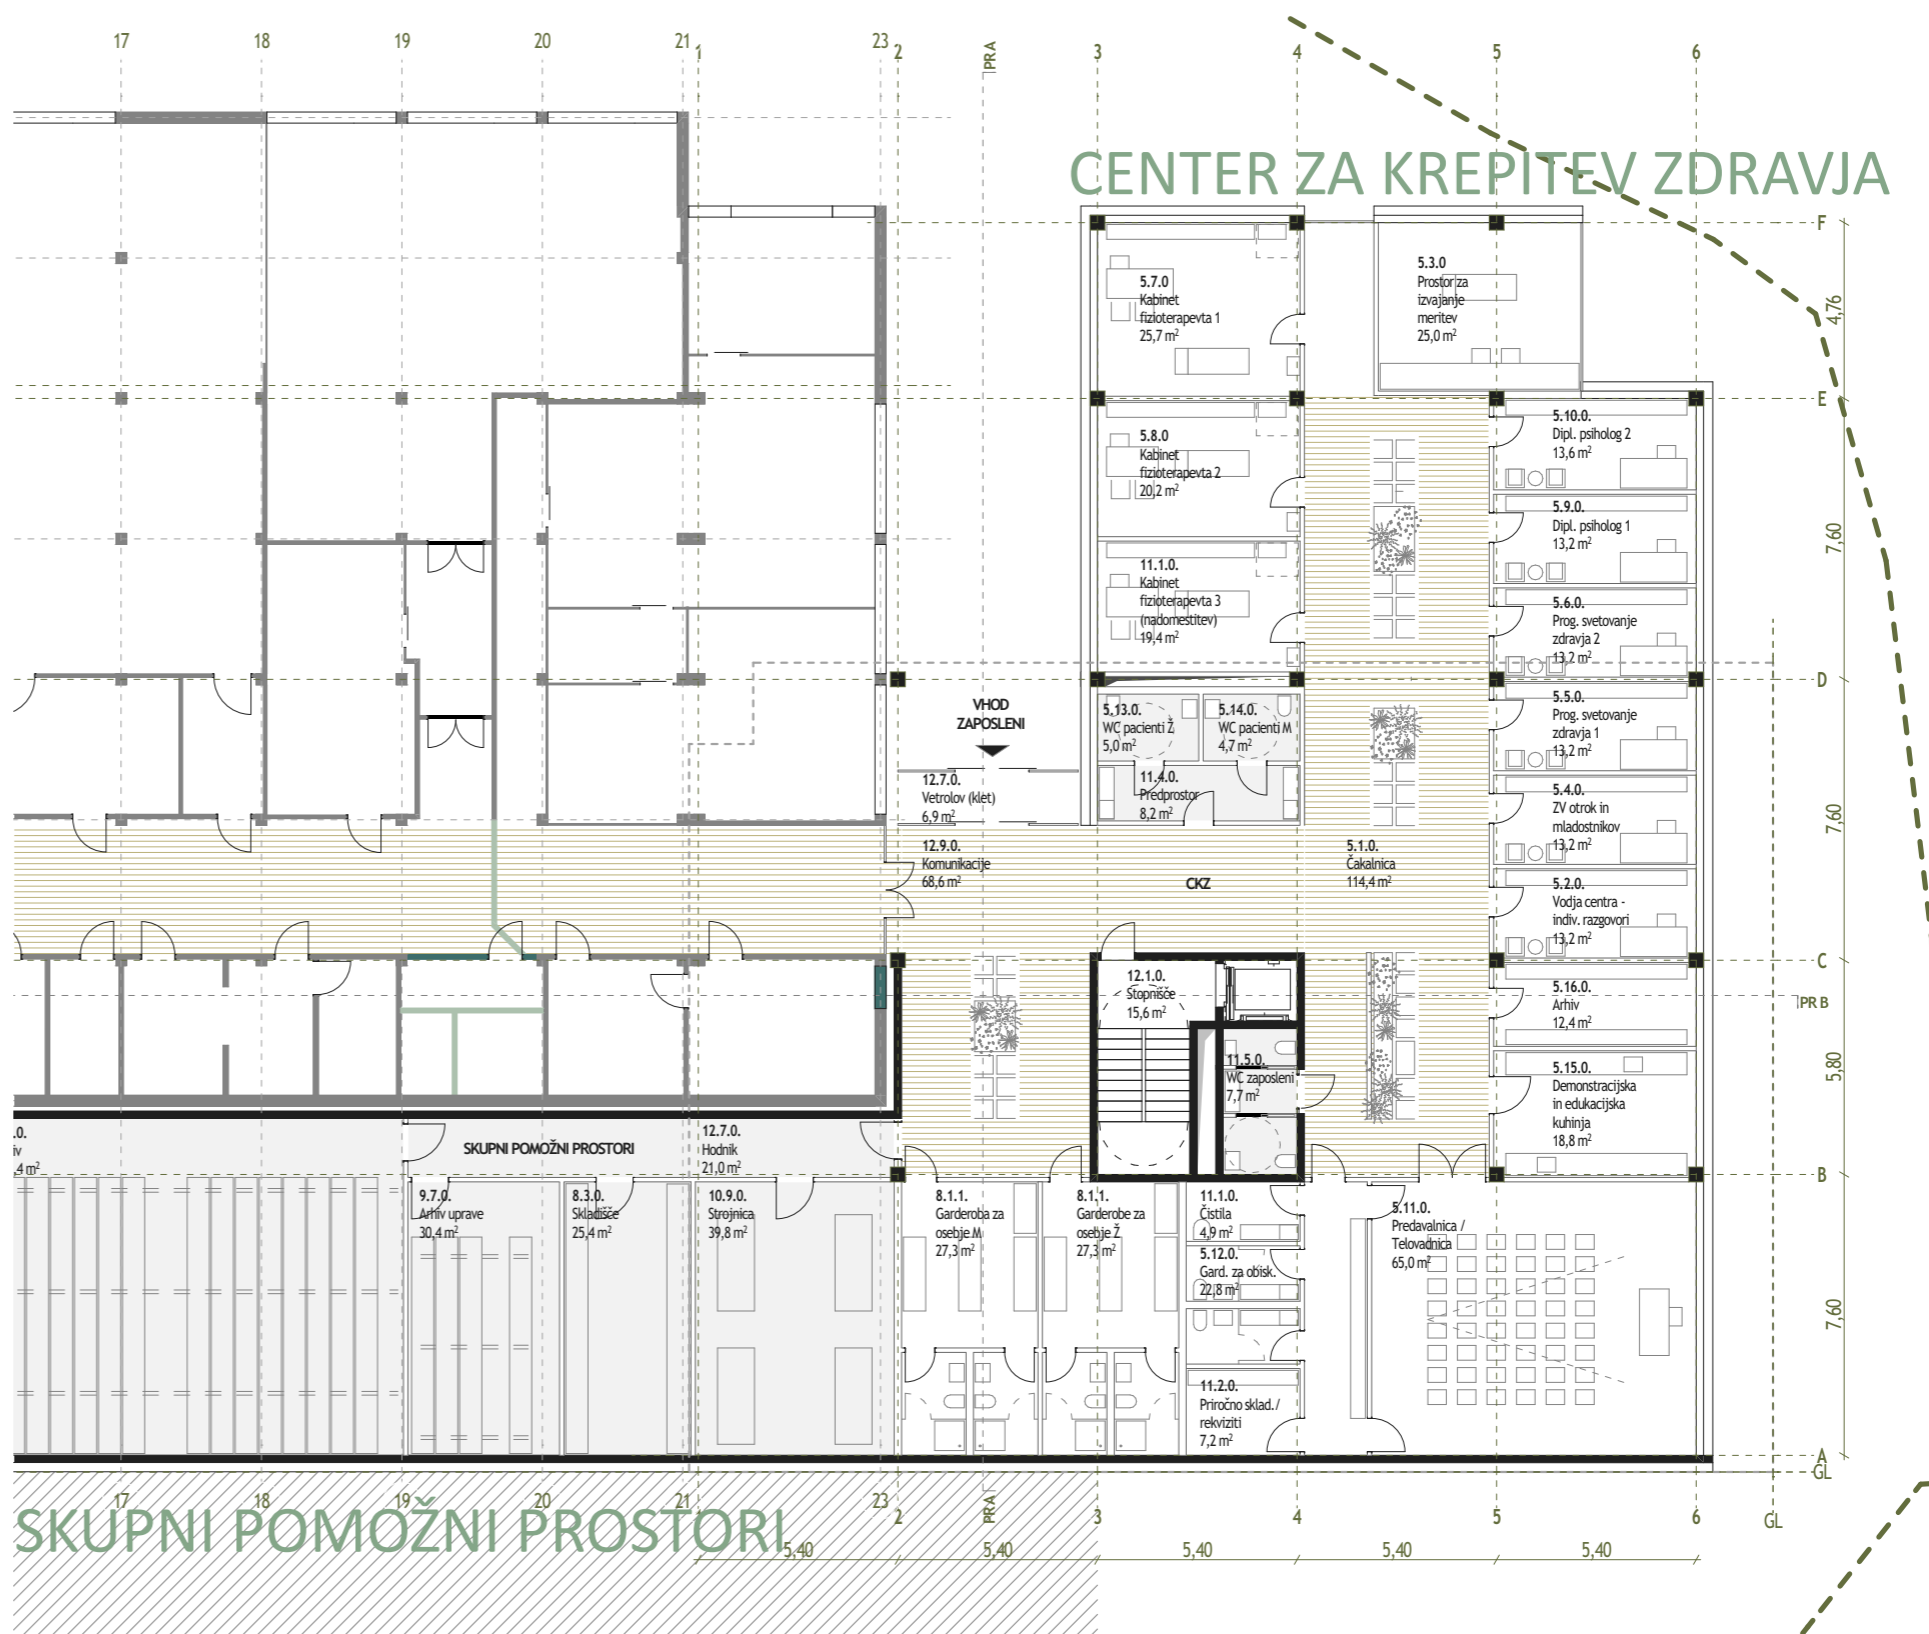 17 18 19 20 21 1 23 2 PR A 3 4 5 6
CENTER ZA KREPITEV ZDRAVJA
F
4,76
E
7,60
D
7,60
C
PR B
5,80
B
7,60
A
GL
5.7.0
Kabinet
fizioterapevta 1
25,7 m²
5.3.0
Prostor za
izvajanje
meritev
25,0 m²
5.8.0
Kabinet
fizioterapevta 2
20,2 m²
11.1.0.
Kabinet
fizioterapevta 3
(nadomestitev)
19,4 m²
5.10.0.
Dipl. psiholog 2
13,6 m²
5.9.0.
Dipl. psiholog 1
13,2 m²
5.6.0.
Prog. svetovanje
zdravja 2
13,2 m²
5.5.0.
Prog. svetovanje
zdravja 1
13,2 m²
5.4.0.
ZV otrok in
mladostnikov
13,2 m²
5.2.0.
Vodja centra -
indiv. razgovori
13,2 m²
5.16.0.
Arhiv
12,4 m²
5.15.0.
Demonstracijska
in edukacijska
kuhinja
18,8 m²
VHOD
ZAPOSLENI
5.13.0.
WC pacienti Ž
5,0 m²
5.14.0.
WC pacienti M
4,7 m²
11.4.0.
Predprostor
8,2 m²
12.7.0.
Vetrolov (klet)
6,9 m²
12.9.0.
Komunikacije
68,6 m²
CKZ
5.1.0.
Čakalnica
114,4 m²
12.1.0.
Stopnišče
15,6 m²
11.5.0.
WC zaposleni
7,7 m²
.0.
iv
,4 m²
SKUPNI POMOŽNI PROSTORI
12.7.0.
Hodnik
21,0 m²
9.7.0.
Arhiv uprave
30,4 m²
8.3.0.
Skladišče
25,4 m²
10.9.0.
Strojnica
39,8 m²
8.1.1.
Garderoba za
osebje M
27,3 m²
8.1.1.
Garderobe za
osebje Ž
27,3 m²
11.1.0.
Čistila
4,9 m²
5.12.0.
Gard. za obisk.
22,8 m²
11.2.0.
Priročno sklad./
rekviziti
7,2 m²
5.11.0.
Predavalnica /
Telovadnica
65,0 m²
17 18 19 20 21 23 2 PR A 3 4 5 6 GL
SKUPNI POMOŽNI PROSTORI
5,40 5,40 5,40 5,40 5,40